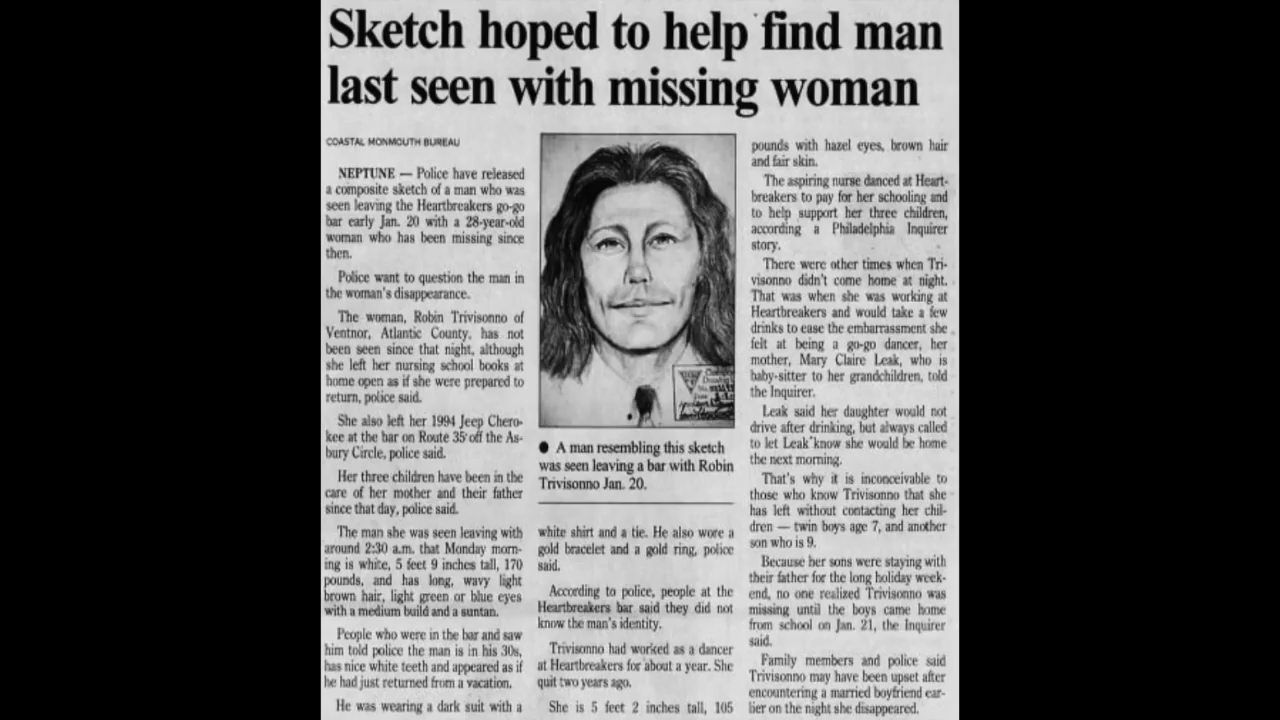 Sketch hoped to help find man
last seen with missing woman
COASTAL MONMOUTH BUREAU
NEPTUNE — Police have released
a composite sketch of a man who was
seen leaving the Heartbreakers go-go
bar early Jan. 20 with a 28-year-old
woman who has been missing since
then.
Police want to question the man in
the woman's disappearance.
The woman, Robin Trivisonno of
Ventnor, Atlantic County, has not
been seen since that night, although
she left her nursing school books at
home open as if she were prepared to
return, police said.
She also left her 1994 Jeep Chero-
kee at the bar on Route 35 off the As-
bury Circle, police said.
Her three children have been in the
care of her mother and their father
since that day, police said.
The man she was seen leaving with
around 2:30 a.m. that Monday morn-
ing is white, 5 feet 9 inches tall, 170
pounds, and has long, wavy light
brown hair, light green or blue eyes
with a medium build and a suntan.
People who were in the bar and saw
him told police the man is in his 30s,
has nice white teeth and appeared as if
he had just returned from a vacation.
He was wearing a dark suit with a
● A man resembling this sketch
was seen leaving a bar with Robin
Trivisonno Jan. 20.
white shirt and a tie. He also wore a
gold bracelet and a gold ring, police
said.
According to police, people at the
Heartbreakers bar said they did not
know the man's identity.
Trivisonno had worked as a dancer
at Heartbreakers for about a year. She
quit two years ago.
She is 5 feet 2 inches tall, 105
pounds with hazel eyes, brown hair
and fair skin.
The aspiring nurse danced at Heart-
breakers to pay for her schooling and
to help support her three children,
according a Philadelphia Inquirer
story.
There were other times when Tri-
visonno didn't come home at night.
That was when she was working at
Heartbreakers and would take a few
drinks to ease the embarrassment she
felt at being a go-go dancer, her
mother, Mary Claire Leak, who is
baby-sitter to her grandchildren, told
the Inquirer.
Leak said her daughter would not
drive after drinking, but always called
to let Leak know she would be home
the next morning.
That's why it is inconceivable to
those who know Trivisonno that she
has left without contacting her chil-
dren — twin boys age 7, and another
son who is 9.
Because her sons were staying with
their father for the long holiday week-
end, no one realized Trivisonno was
missing until the boys came home
from school on Jan. 21, the Inquirer
said.
Family members and police said
Trivisonno may have been upset after
encountering a married boyfriend ear-
lier on the night she disappeared.